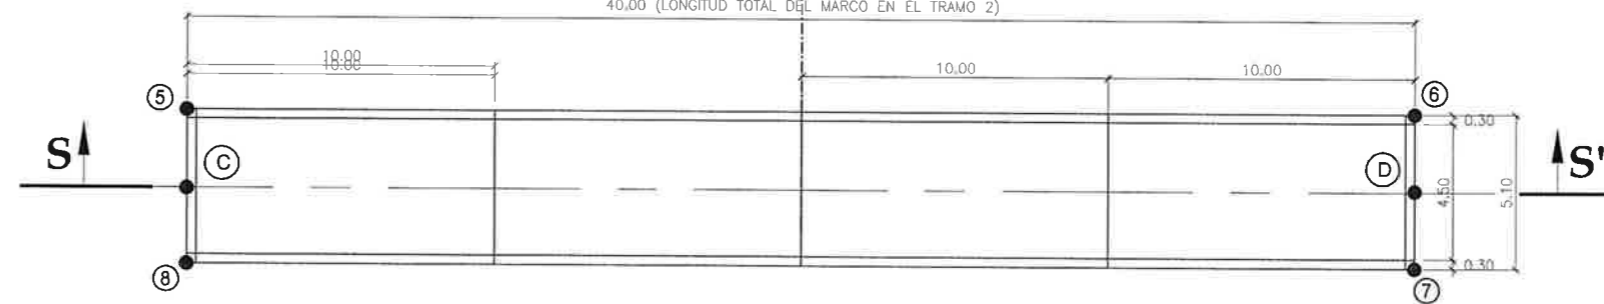 40,00 (LONGITUD TOTAL DEL MARCO EN EL TRAMO 2)
10.00
10.00
10,00
10,00
5
6
0.30
S
C
D
S'
4,50
5,10
8
0.30
7